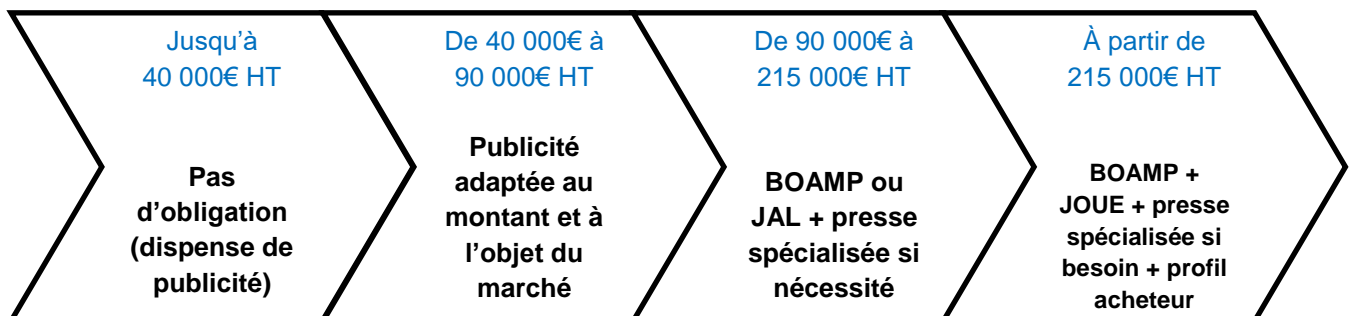 Jusqu'à
40 000€ HT
Pas
d'obligation
(dispense de
publicité)
De 40 000€ à
90 000€ HT
Publicité
adaptée au
montant et à
l'objet du
marché
De 90 000€ à
215 000€ HT
BOAMP ou
JAL + presse
spécialisée si
nécessité
À partir de
215 000€ HT
BOAMP +
JOUE + presse
spécialisée si
besoin + profil
acheteur